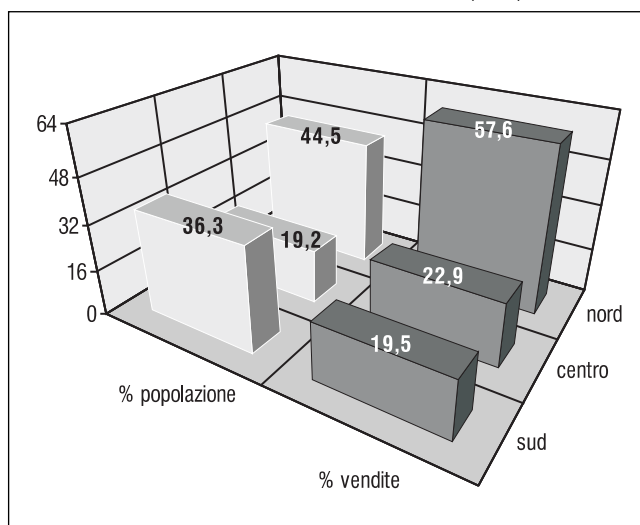 64
48
32
16
0
44,5
57,6
36,3
19,2
22,9
19,5
nord
centro
sud
% popolazione
% vendite